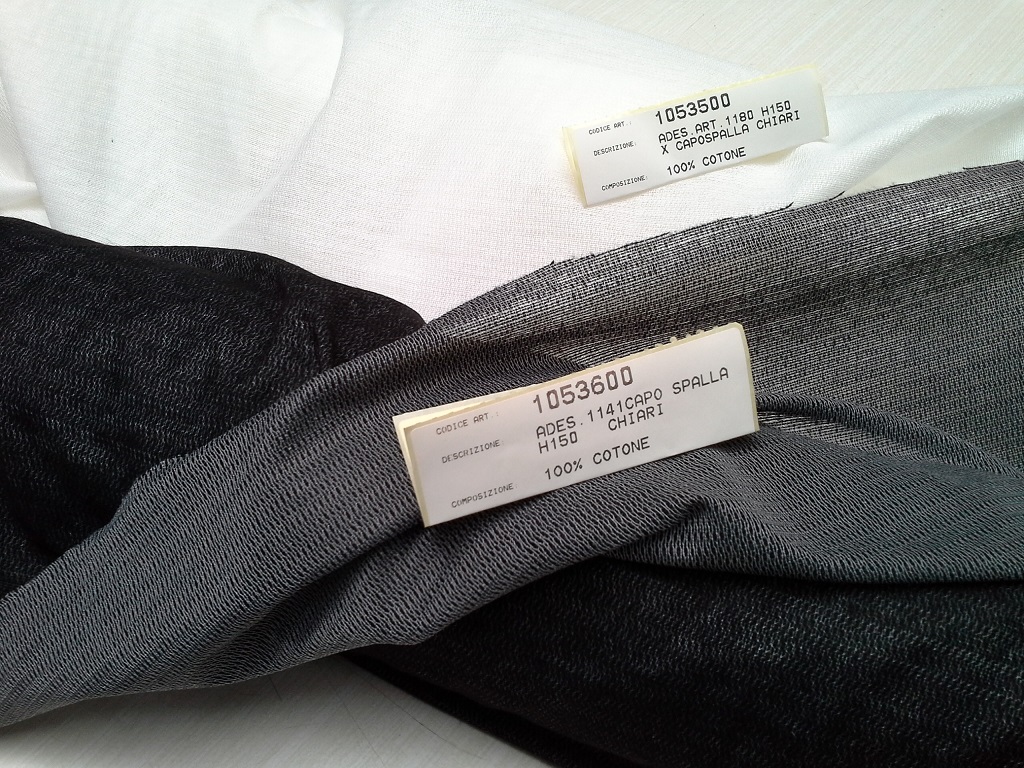 CODICE ART.: 1053500
DESCRIZIONE: ADES.ART.1180 H150
X CAPOSPALLA CHIARI
COMPOSIZIONE: 100% COTONE
CODICE ART.: 1053600
DESCRIZIONE: ADES.1141CAPO SPALLA
H150 CHIARI
COMPOSIZIONE 100% COTONE